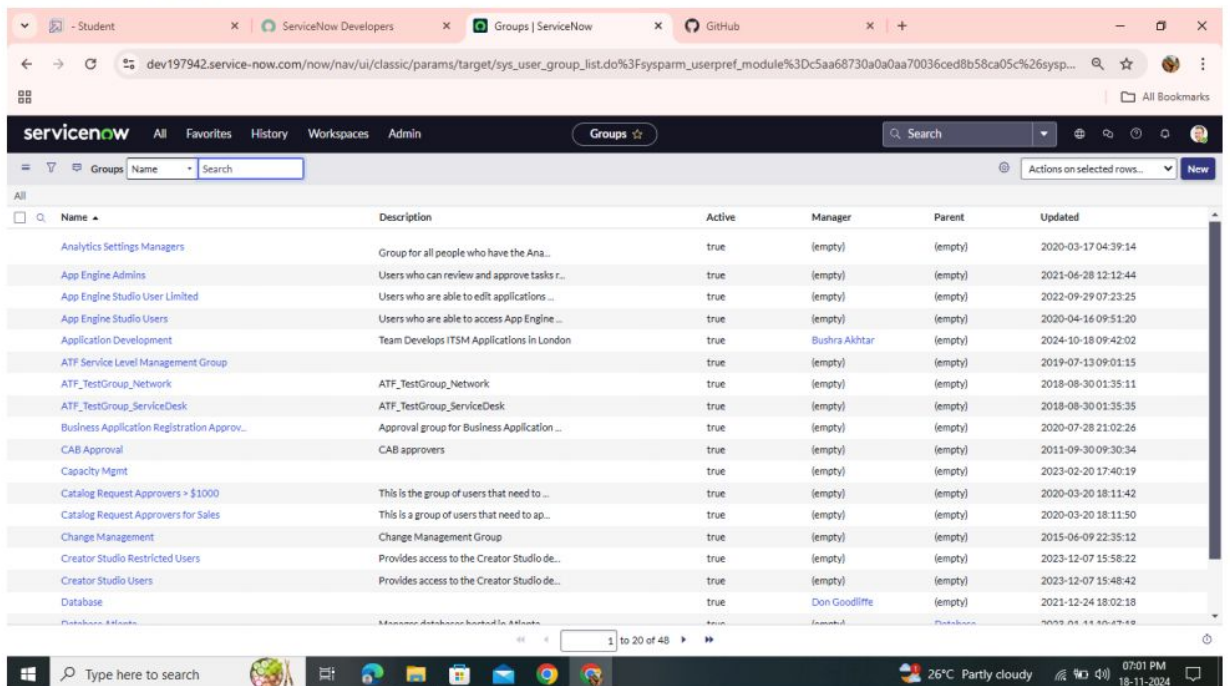 - Student
ServiceNow Developers
Groups | ServiceNow
GitHub
dev197942.service-now.com/now/nav/ui/classic/params/target/sys_user_group_list.do%3Fsysparm_userpref_module%3Dc5aa68730a0a0aa70036ced8b58ca05c%26sysp...
All Bookmarks
servicenow All Favorites History Workspaces Admin Groups Search
Groups Name Search Actions on selected rows... New
All
Name Description Active Manager Parent Updated
Analytics Settings Managers Group for all people who have the Ana... true (empty) (empty) 2020-03-17 04:39:14
App Engine Admins Users who can review and approve tasks r... true (empty) (empty) 2021-06-28 12:12:44
App Engine Studio User Limited Users who are able to edit applications ... true (empty) (empty) 2022-09-29 07:23:25
App Engine Studio Users Users who are able to access App Engine ... true (empty) (empty) 2020-04-16 09:51:20
Application Development Team Develops ITSM Applications in London true Bushra Akhtar (empty) 2024-10-18 09:42:02
ATF Service Level Management Group true (empty) (empty) 2019-07-13 09:01:15
ATF_TestGroup_Network ATF_TestGroup_Network true (empty) (empty) 2018-08-30 01:35:11
ATF_TestGroup_ServiceDesk ATF_TestGroup_ServiceDesk true (empty) (empty) 2018-08-30 01:35:35
Business Application Registration Approv... Approval group for Business Application ... true (empty) (empty) 2020-07-28 21:02:26
CAB Approval CAB approvers true (empty) (empty) 2011-09-30 09:30:34
Capacity Mgmt true (empty) (empty) 2023-02-20 17:40:19
Catalog Request Approvers > $1000 This is the group of users that need to ... true (empty) (empty) 2020-03-20 18:11:42
Catalog Request Approvers for Sales This is a group of users that need to ap... true (empty) (empty) 2020-03-20 18:11:50
Change Management Change Management Group true (empty) (empty) 2015-06-09 22:35:12
Creator Studio Restricted Users Provides access to the Creator Studio de... true (empty) (empty) 2023-12-07 15:58:22
Creator Studio Users Provides access to the Creator Studio de... true (empty) (empty) 2023-12-07 15:48:42
Database true Don Goodliffe (empty) 2021-12-24 18:02:18
Database Atlanta Manages databases hosted in Atlanta true (empty) Database
1 to 20 of 48
Type here to search 26°C Partly cloudy 07:01 PM
18-11-2024